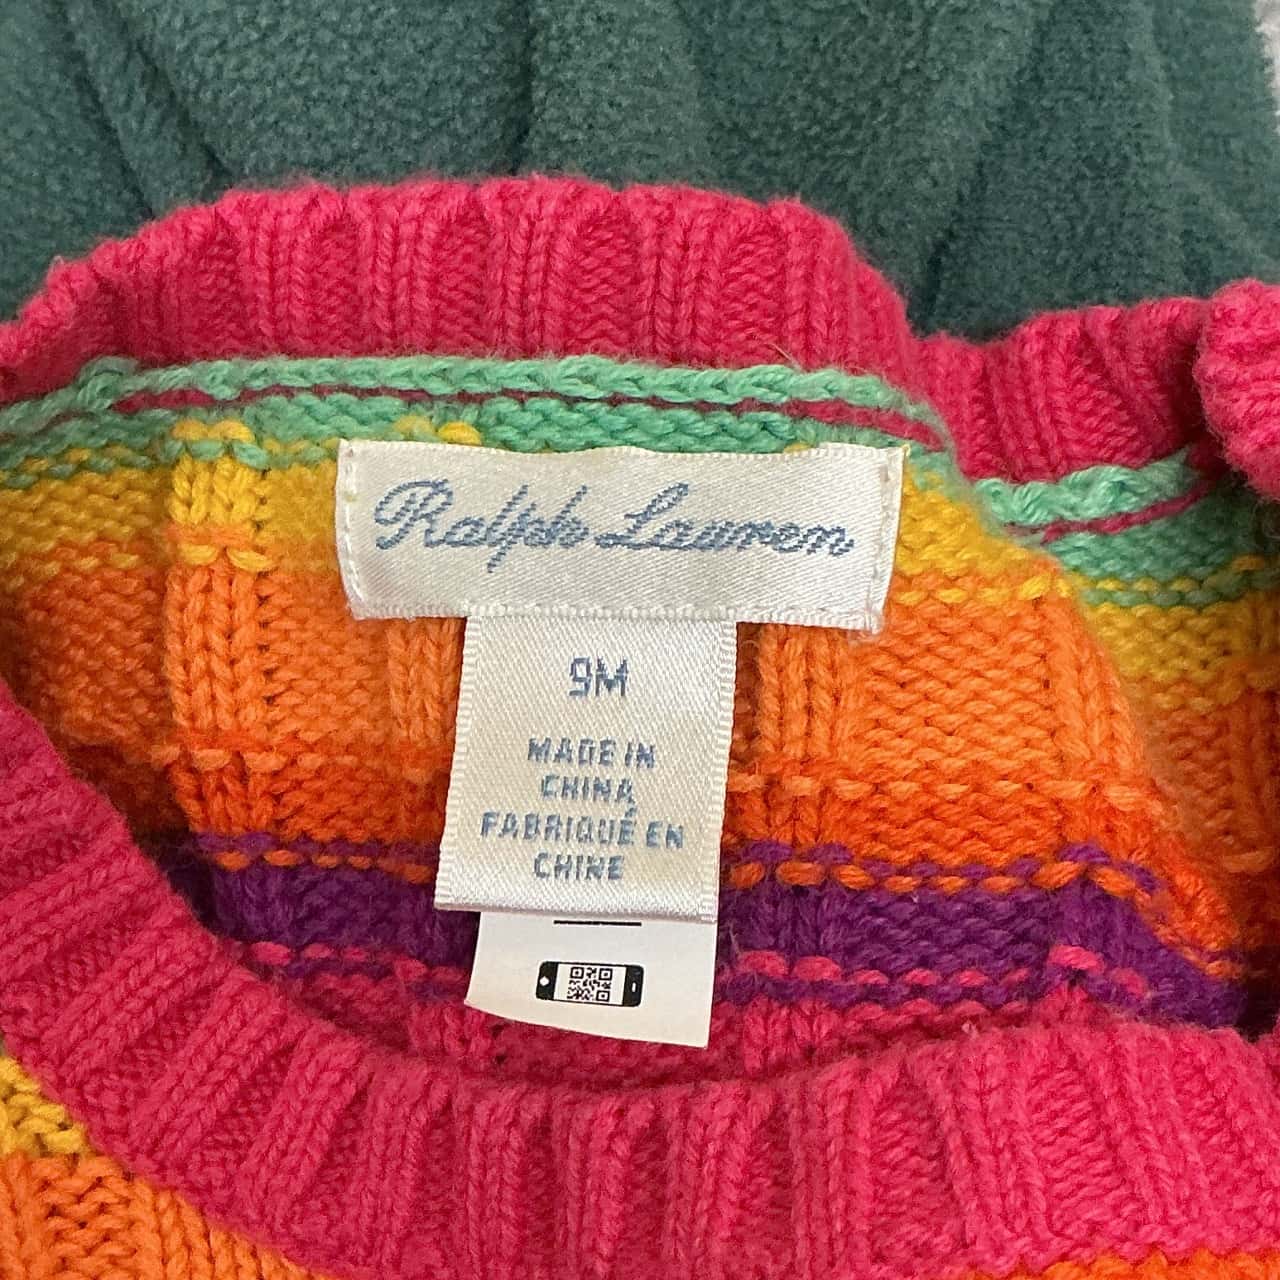 Ralph Lauren
9M
MADE IN
CHINA
FABRIQUÉ EN
CHINE